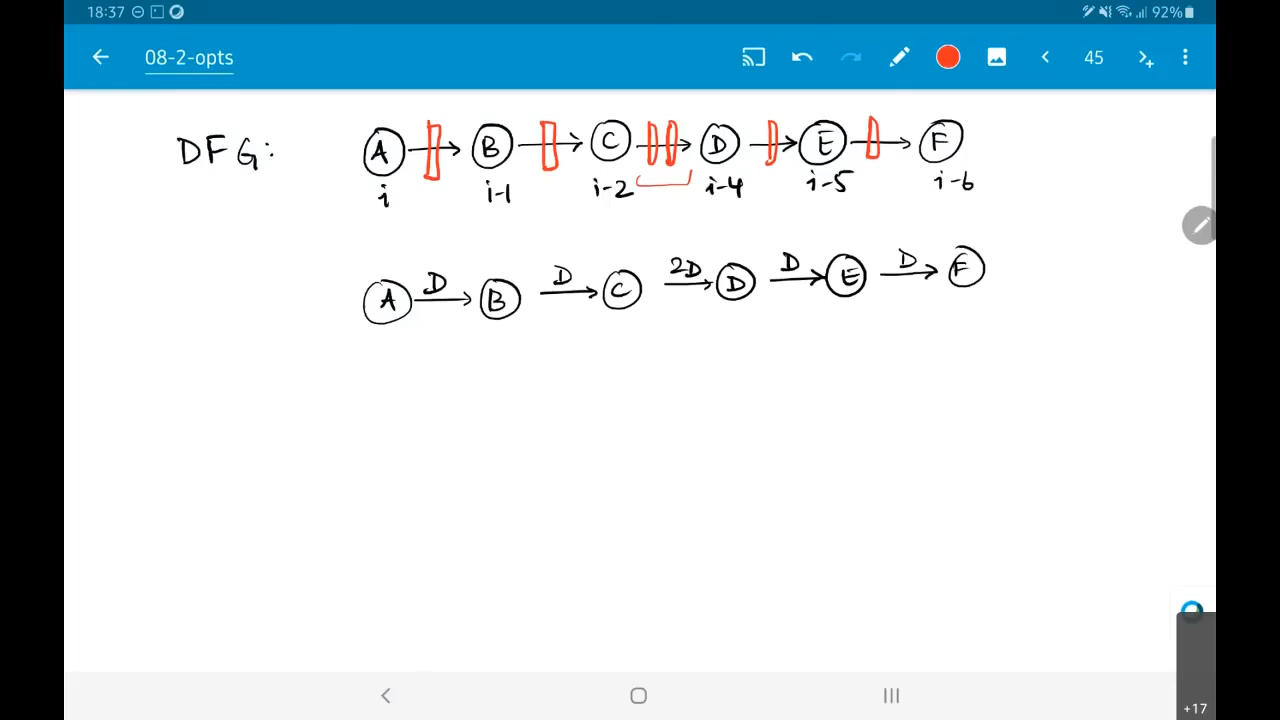 18:37 92%
08-2-opts 45
DFG: A B C D E F
i i-1 i-2 i-4 i-5 i-6
D D 2D D D
A B C D E F
+17